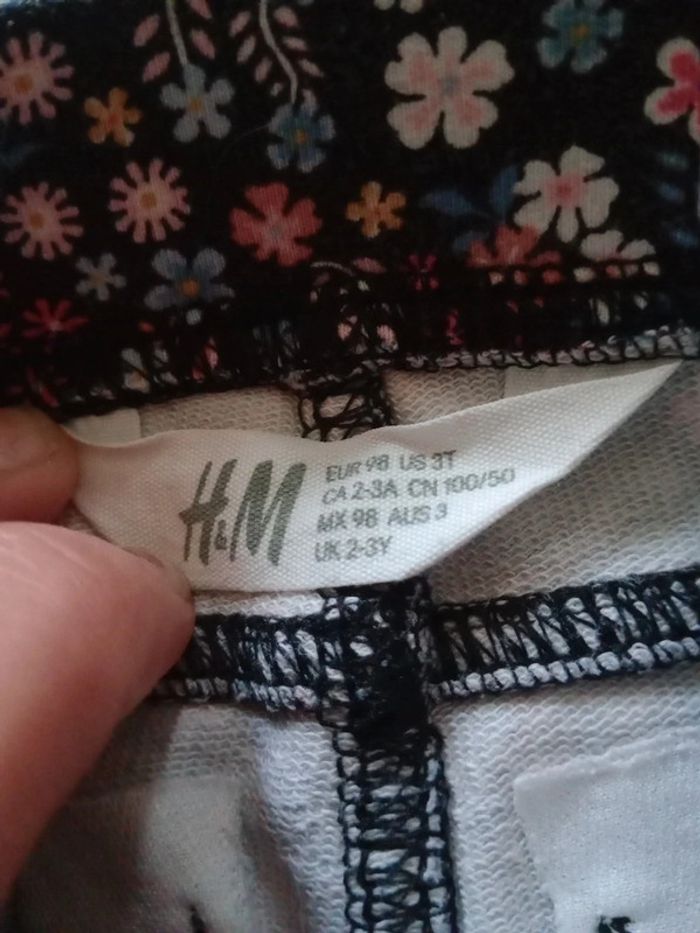 H&M
EUR 98 US 3T
CA 2-3A CN 100/50
MX 98 AUS 3
UK 2-3Y